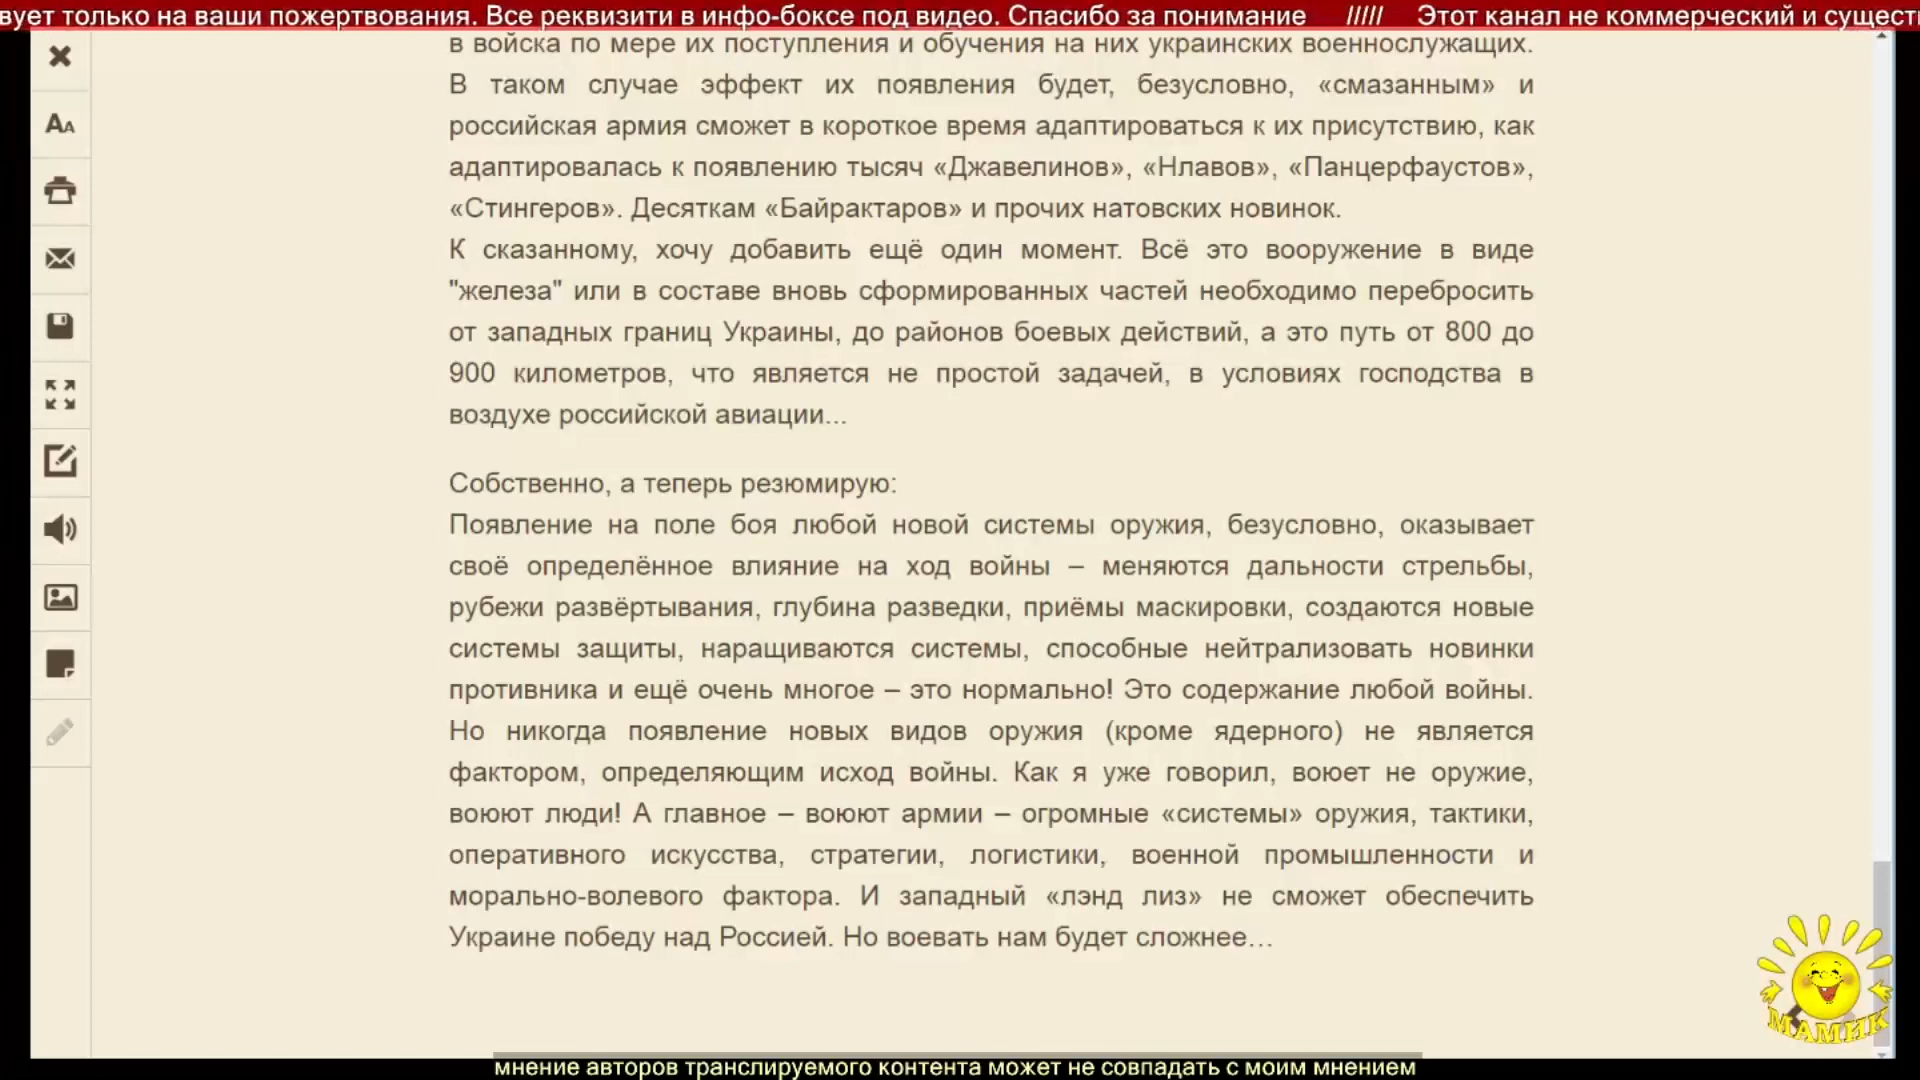 вует только на ваши пожертвования. Все реквизити в инфо-боксе под видео. Спасибо за понимание ///// Этот канал не коммерческий и сущест
в войска по мере их поступления и обучения на них украинских военнослужащих.
В таком случае эффект их появления будет, безусловно, «смазанным» и
российская армия сможет в короткое время адаптироваться к их присутствию, как
адаптировалась к появлению тысяч «Джавелинов», «Нлавов», «Панцерфаустов»,
«Стингеров». Десяткам «Байрактаров» и прочих натовских новинок.
К сказанному, хочу добавить ещё один момент. Всё это вооружение в виде
"железа" или в составе вновь сформированных частей необходимо перебросить
от западных границ Украины, до районов боевых действий, а это путь от 800 до
900 километров, что является не простой задачей, в условиях господства в
воздухе российской авиации...
Собственно, а теперь резюмирую:
Появление на поле боя любой новой системы оружия, безусловно, оказывает
своё определённое влияние на ход войны – меняются дальности стрельбы,
рубежи развёртывания, глубина разведки, приёмы маскировки, создаются новые
системы защиты, наращиваются системы, способные нейтрализовать новинки
противника и ещё очень многое – это нормально! Это содержание любой войны.
Но никогда появление новых видов оружия (кроме ядерного) не является
фактором, определяющим исход войны. Как я уже говорил, воюет не оружие,
воюют люди! А главное – воюют армии – огромные «системы» оружия, тактики,
оперативного искусства, стратегии, логистики, военной промышленности и
морально-волевого фактора. И западный «лэнд лиз» не сможет обеспечить
Украине победу над Россией. Но воевать нам будет сложнее…
МАМИК
мнение авторов транслируемого контента может не совпадать с моим мнением